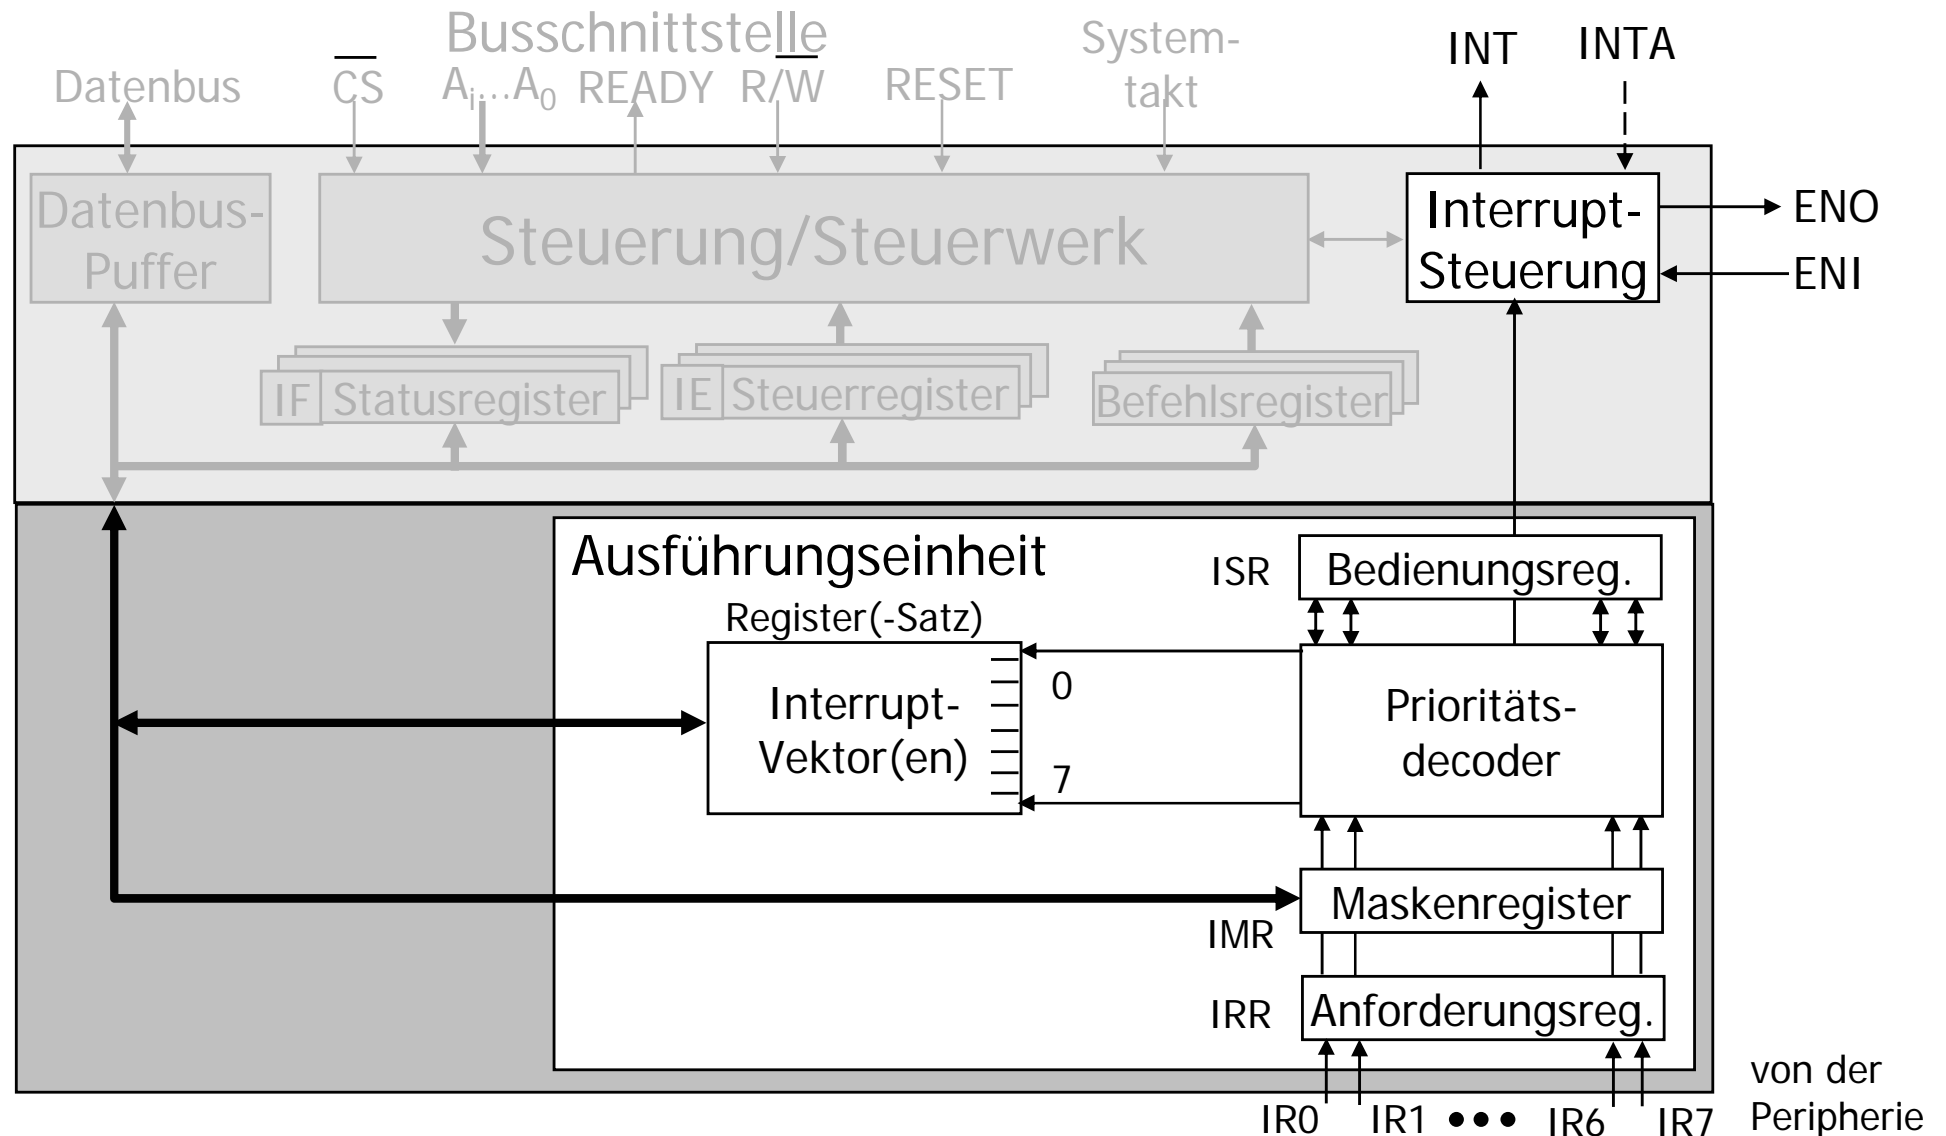 Busschnittstelle
System-
takt
INT
INTA
Datenbus
CS
Ai...A0
READY
R/W
RESET
Datenbus-
Puffer
Steuerung/Steuerwerk
Interrupt-
Steuerung
ENO
ENI
IF
Statusregister
IE
Steuerregister
Befehlsregister
Ausführungseinheit
ISR
Bedienungsreg.
Register(-Satz)
Interrupt-
Vektor(en)
0
7
Prioritäts-
decoder
Maskenregister
IMR
IRR
Anforderungsreg.
IR0
IR1
•••
IR6
IR7
von der
Peripherie